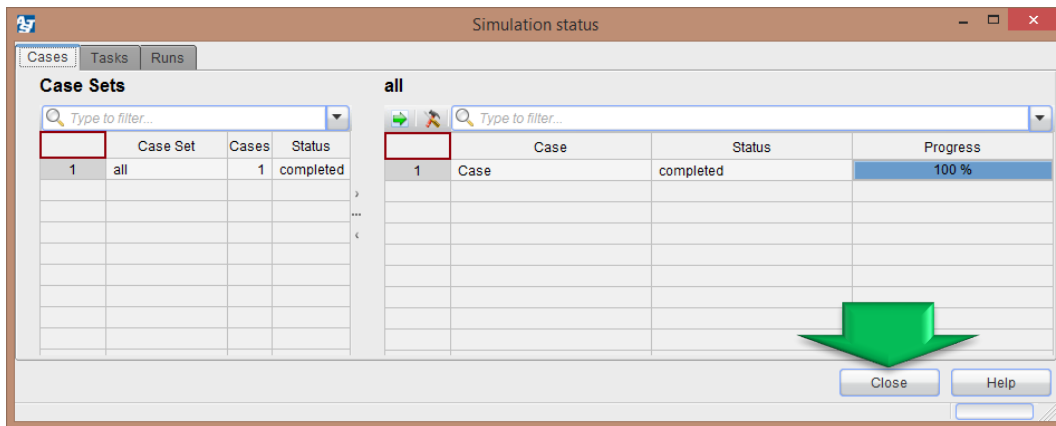 Simulation status
Cases Tasks Runs
Case Sets
all
Type to filter...
Type to filter...
Case Set Cases Status
Case Status Progress
1 all 1 completed
1 Case completed 100 %
Close Help